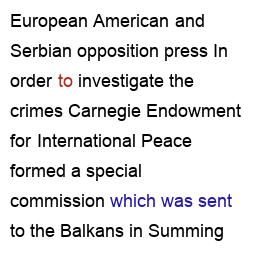 European American and
Serbian opposition press In
order to investigate the
crimes Carnegie Endowment
for International Peace
formed a special
commission which was sent
to the Balkans in Summing